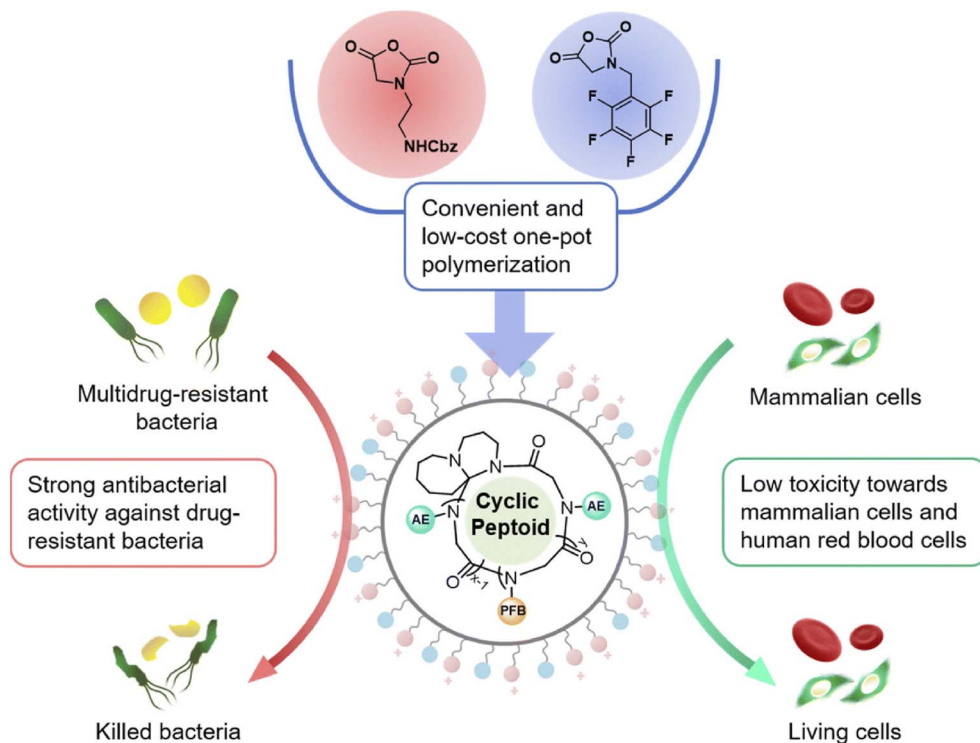 O O O
N
NHCbz
O O O
N
F F
F F
F
Convenient and
low-cost one-pot
polymerization
Multidrug-resistant
bacteria
Mammalian cells
Strong antibacterial
activity against drug-
resistant bacteria
Low toxicity towards
mammalian cells and
human red blood cells
N N O
AE N
Cyclic
Peptoid
N AE
O x-1 N
y O
PFB
Killed bacteria
Living cells